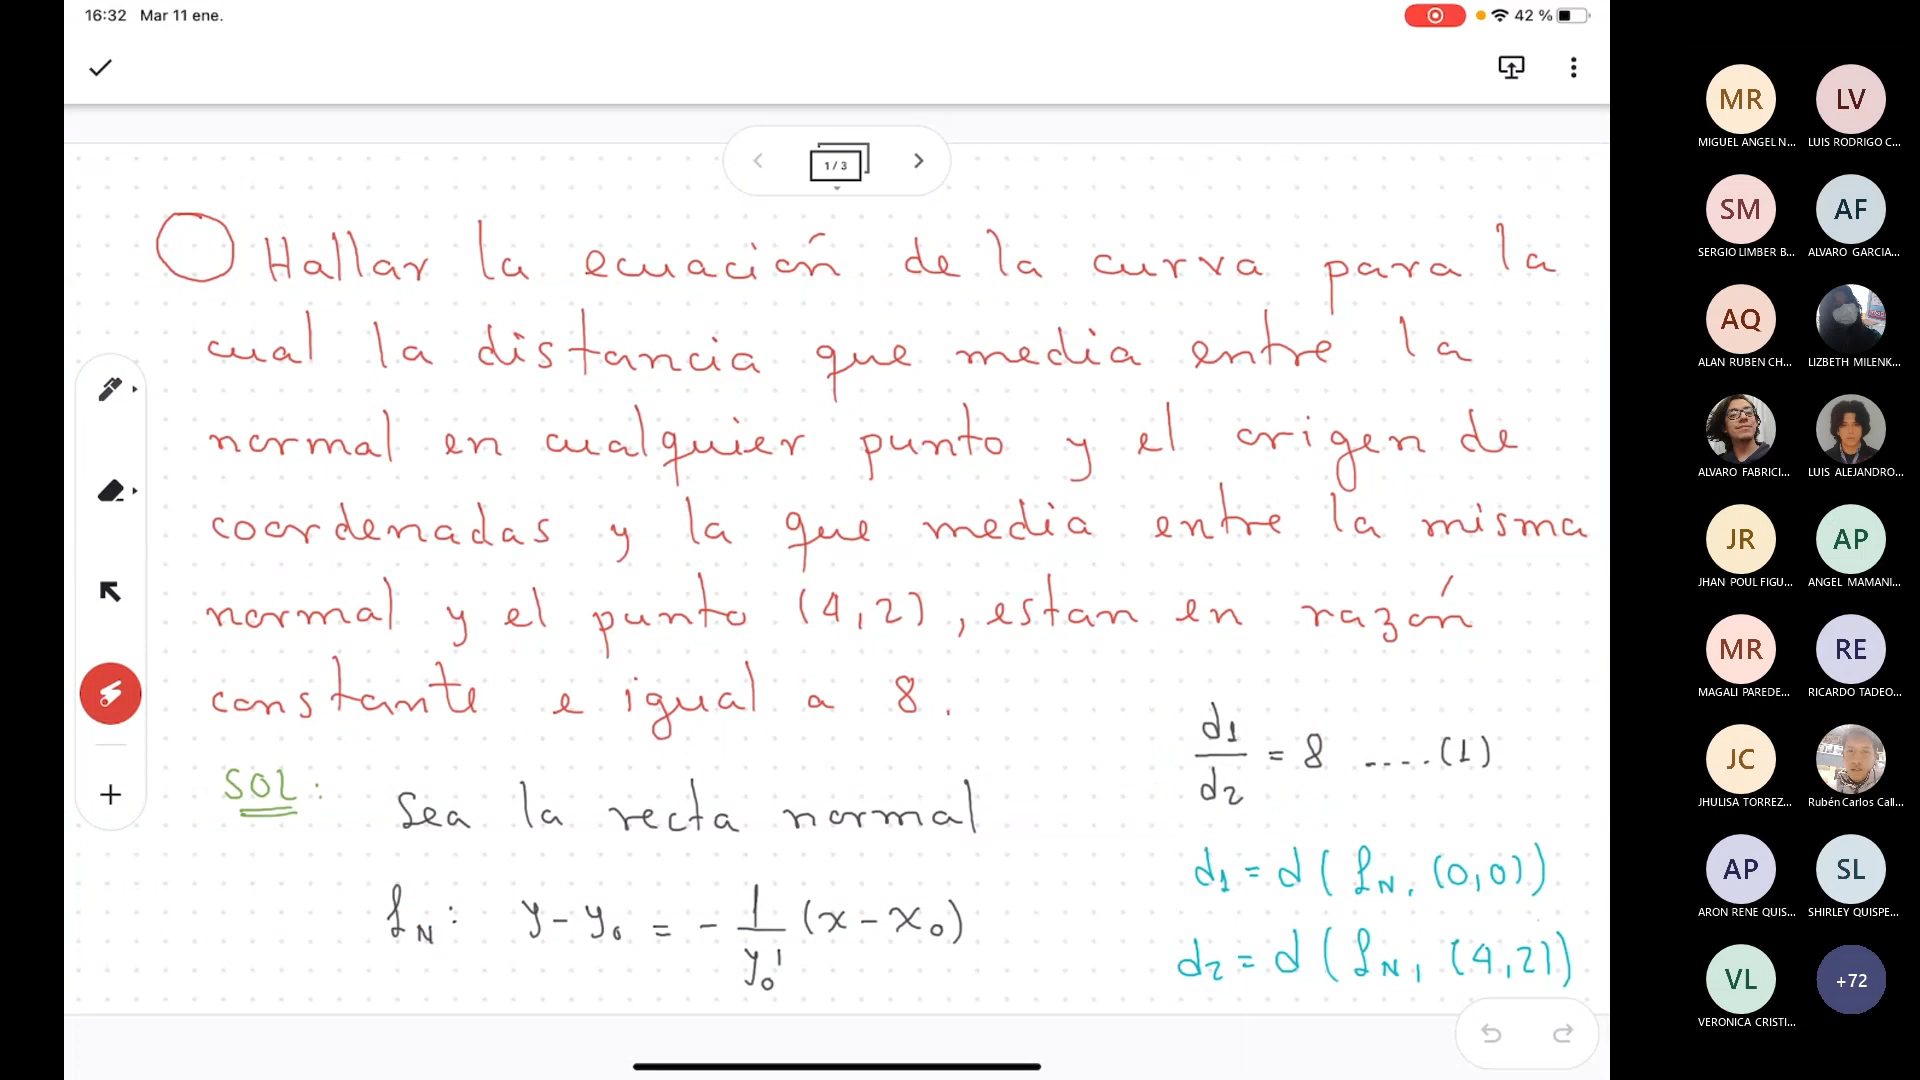 16:32 Mar 11 ene.
42 %
1 / 3
Hallar la ecuación de la curva para la
cual la distancia que media entre la
normal en cualquier punto y el origen de
coordenadas y la que media entre la misma
normal y el punto (4,2), estan en razón
constante e igual a 8.
d1/d2 = 8 ....(1)
SOL: Sea la recta normal
d1 = d (ℒN, (0,0))
ℒN: y - y₀ = - 1/y₀' (x - x₀)
d2 = d (ℒN, (4,2))
MR LV
MIGUEL ANGEL N... LUIS RODRIGO C...
SM AF
SERGIO LIMBER B... ALVARO GARCIA...
AQ
ALAN RUBEN CH... LIZBETH MILENK...
ALVARO FABRICI... LUIS ALEJANDRO...
JR AP
JHAN POUL FIGU... ANGEL MAMANI...
MR RE
MAGALI PAREDE... RICARDO TADEO...
JC
JHULISA TORREZ... Rubén Carlos Call...
AP SL
ARON RENE QUIS... SHIRLEY QUISPE...
VL +72
VERONICA CRISTI...